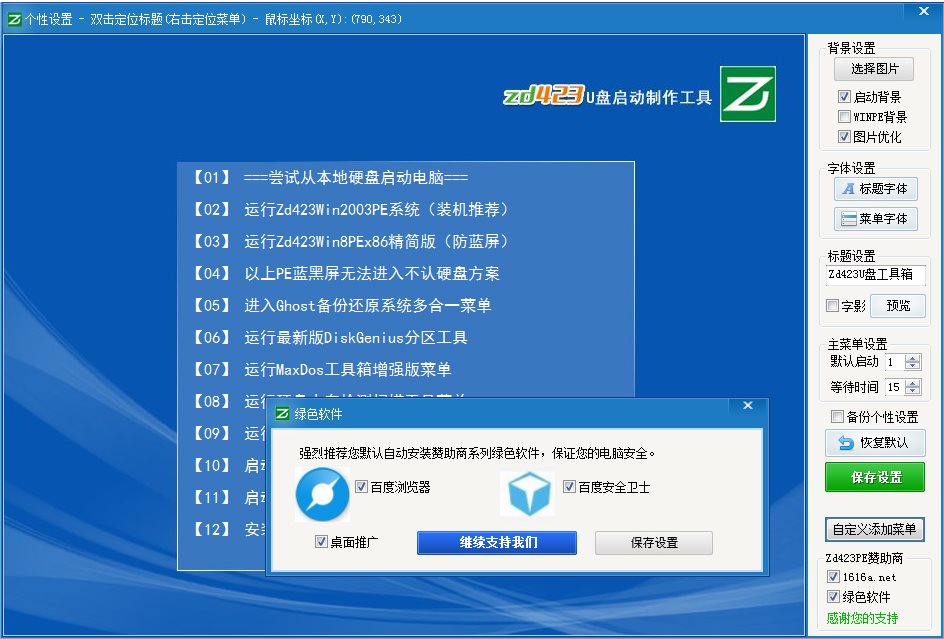 个性设置 - 双击定位标题(右击定位菜单) - 鼠标坐标(X,Y):(790,343)
zd423 U盘启动制作工具
【01】 ===尝试从本地硬盘启动电脑===
【02】 运行Zd423Win2003PE系统（装机推荐）
【03】 运行Zd423Win8PEx86精简版（防蓝屏）
【04】 以上PE蓝黑屏无法进入不认硬盘方案
【05】 进入Ghost备份还原系统多合一菜单
【06】 运行最新版DiskGenius分区工具
【07】 运行MaxDos工具箱增强版菜单
【08】 运行
【09】 运行
【10】 启动
【11】 启动
【12】 安装
绿色软件
强烈推荐您默认自动安装赞助商系列绿色软件，保证您的电脑安全。
百度浏览器
百度安全卫士
桌面推广
继续支持我们
保存设置
背景设置
选择图片
启动背景
WINPE背景
图片优化
字体设置
A 标题字体
菜单字体
标题设置
Zd423U盘工具箱
字影
预览
主菜单设置
默认启动 1
等待时间 15
备份个性设置
恢复默认
保存设置
自定义添加菜单
Zd423PE赞助商
1616a.net
绿色软件
感谢您的支持